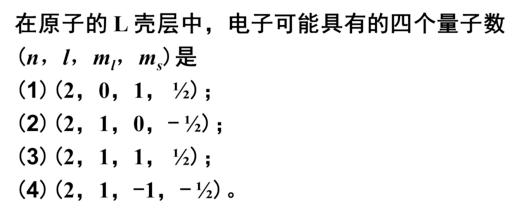 在原子的 L 壳层中，电子可能具有的四个量子数
(n，l，mₗ，mₛ)是
(1)(2，0，1，½)；
(2)(2，1，0，-½)；
(3)(2，1，1，½)；
(4)(2，1，-1，-½)。